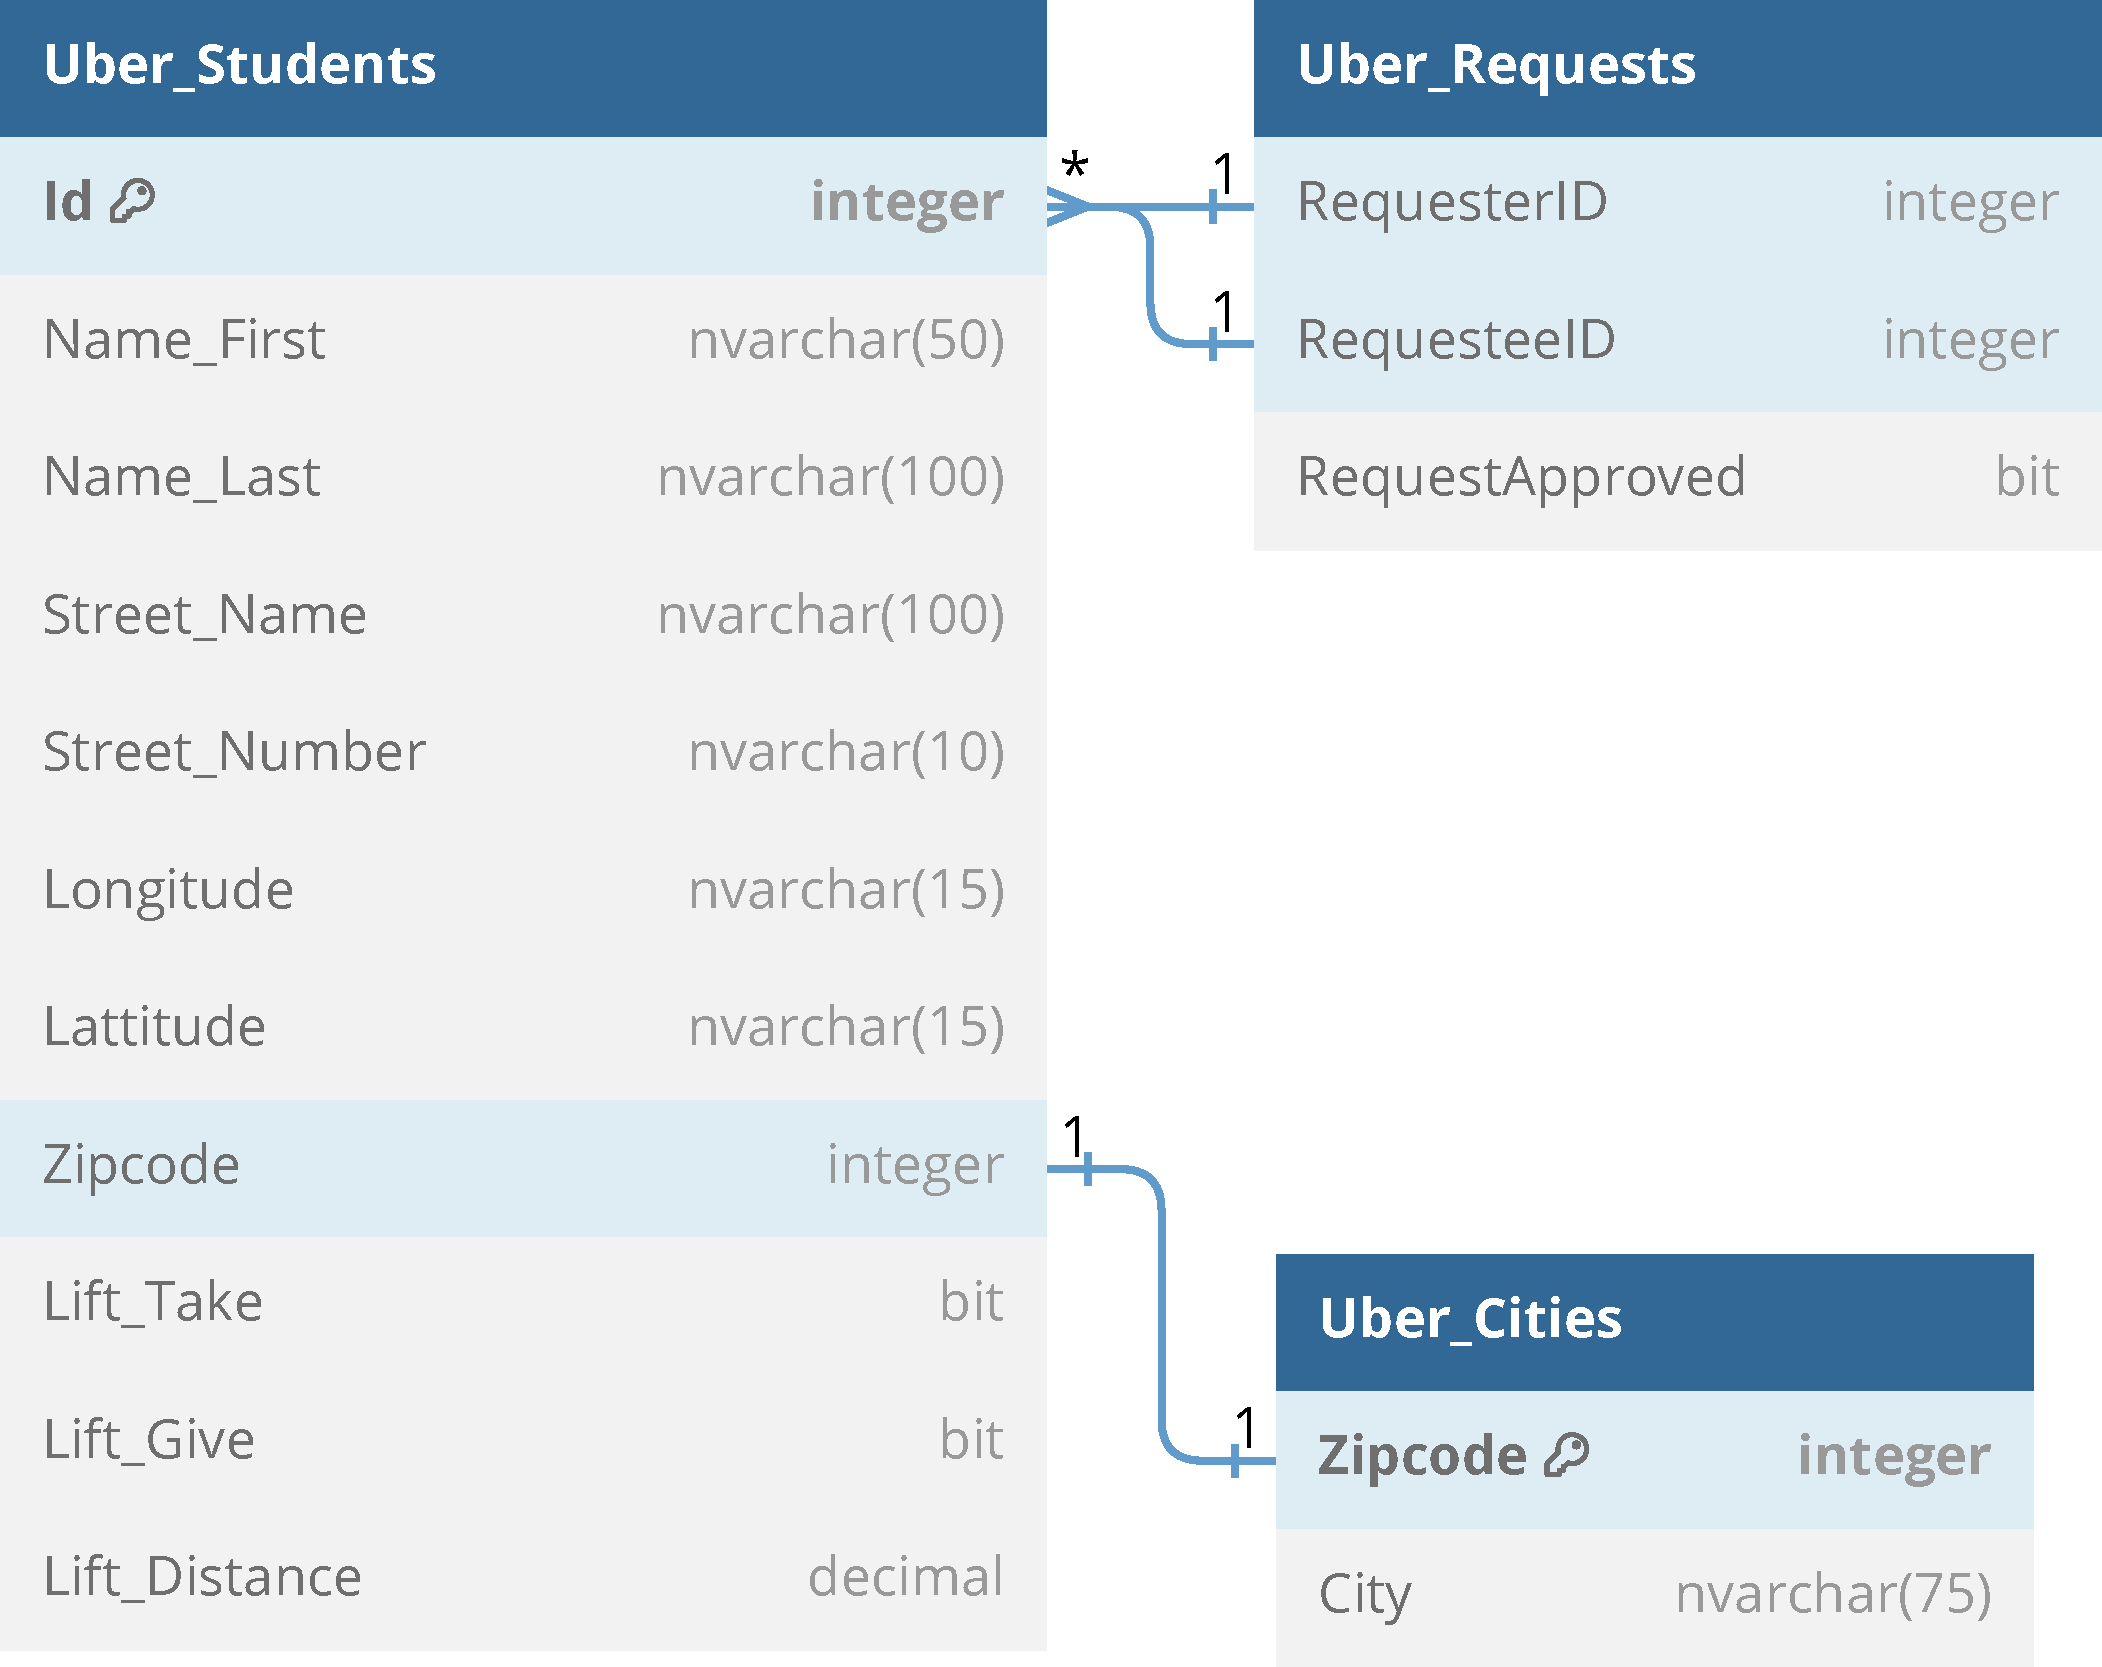 Uber_Students
Id integer
Name_First nvarchar(50)
Name_Last nvarchar(100)
Street_Name nvarchar(100)
Street_Number nvarchar(10)
Longitude nvarchar(15)
Lattitude nvarchar(15)
Zipcode integer
Lift_Take bit
Lift_Give bit
Lift_Distance decimal
* 1
1
Uber_Requests
RequesterID integer
RequesteeID integer
RequestApproved bit
1
1
Uber_Cities
Zipcode integer
City nvarchar(75)